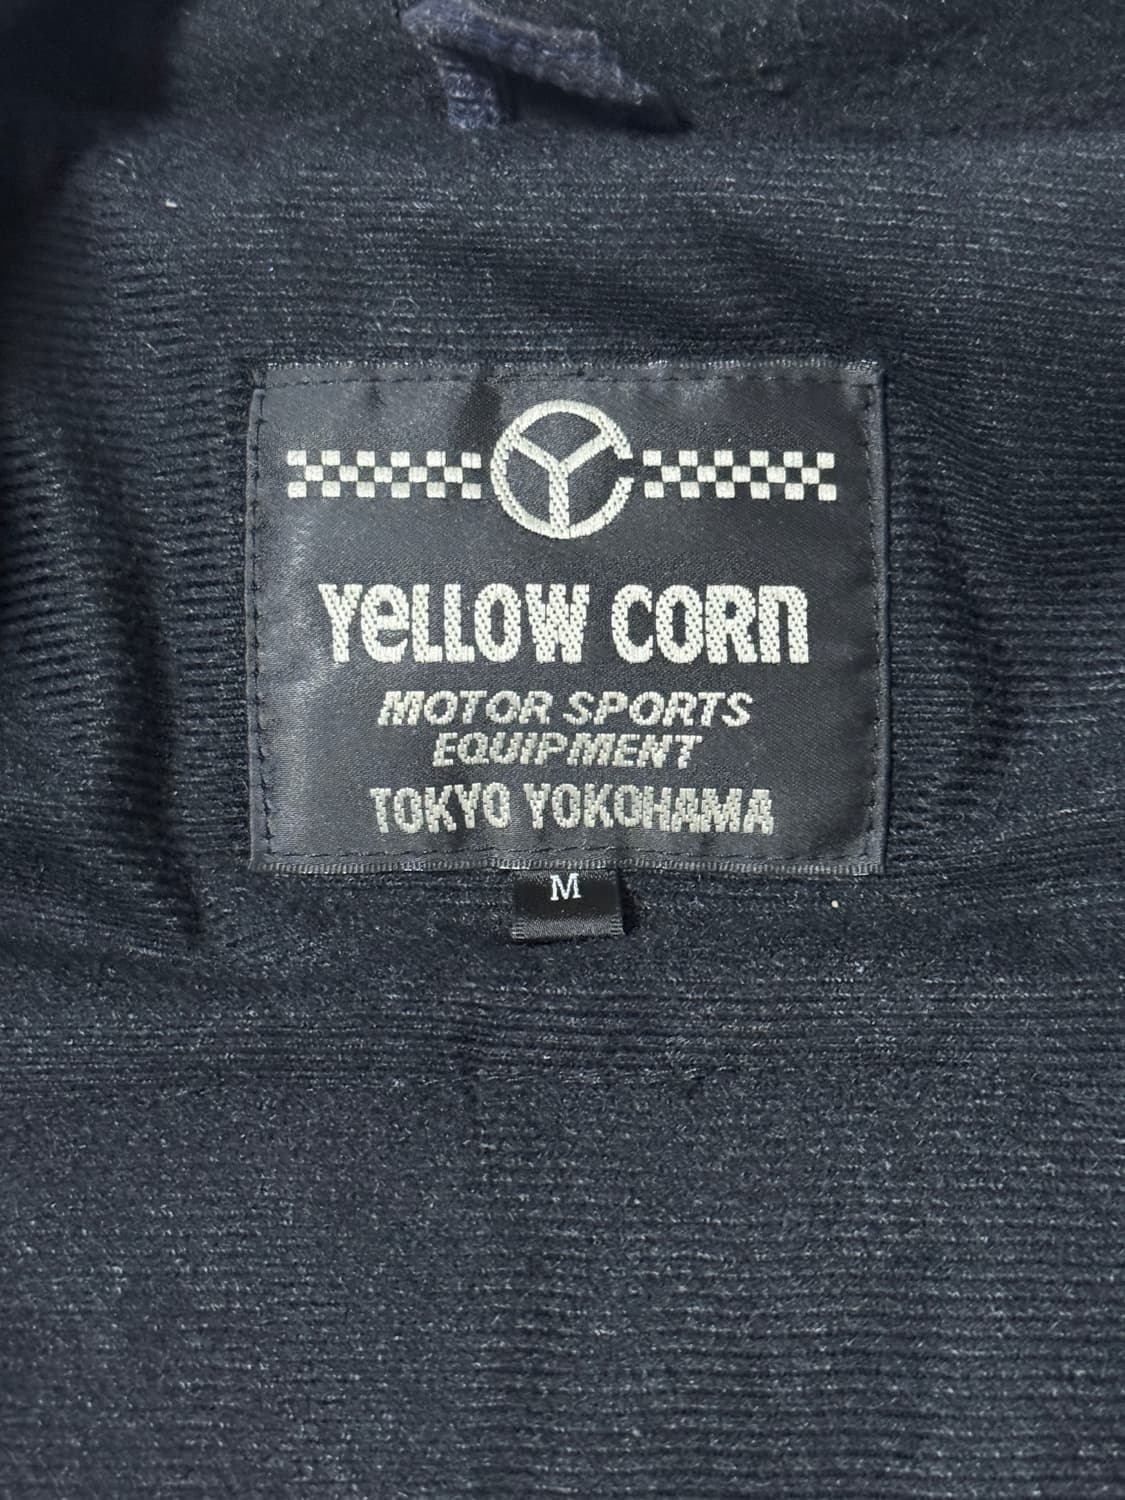 YeLLOW CORn
MOTOR SPORTS
EQUIPMENT
TOKYO YOKOHAMA
M